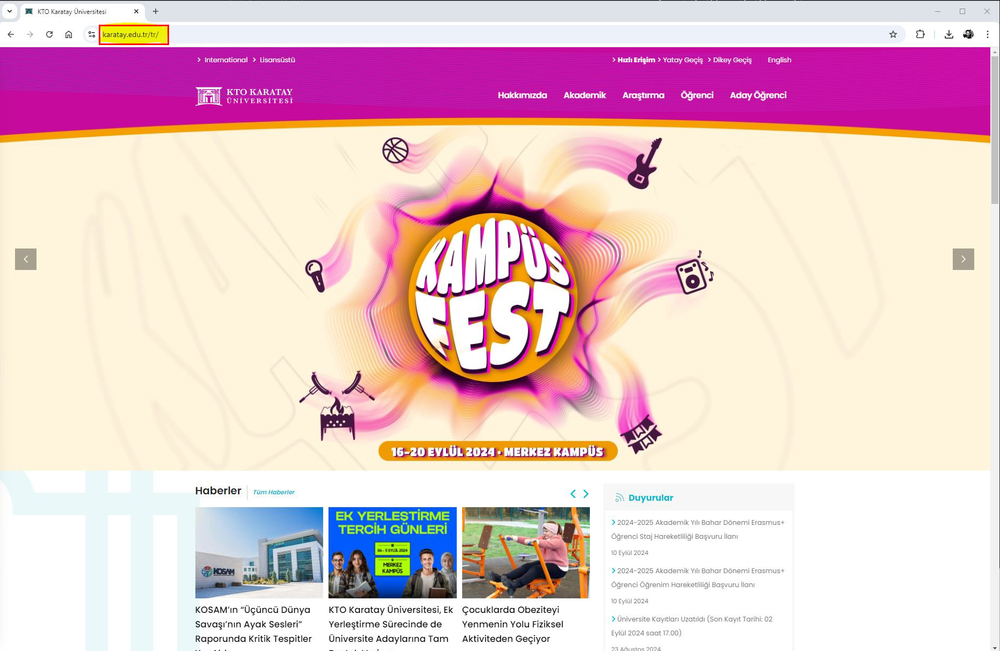 KTO Karatay Üniversitesi
karatay.edu.tr/tr/
International
Lisansüstü
Hızlı Erişim
Yatay Geçiş
Dikey Geçiş
English
KTO KARATAY
ÜNİVERSİTESİ
Hakkımızda
Akademik
Araştırma
Öğrenci
Aday Öğrenci
KAMPÜS
FEST
16-20 EYLÜL 2024 • MERKEZ KAMPÜS
Haberler
Tüm Haberler
KOSAM
KOSAM’ın “Üçüncü Dünya
Savaşı’nın Ayak Sesleri”
Raporunda Kritik Tespitler
EK YERLEŞTİRME
TERCİH GÜNLERİ
06 - 11 EYLÜL 2024
MERKEZ
KAMPÜS
KTO Karatay Üniversitesi, Ek
Yerleştirme Sürecinde de
Üniversite Adaylarına Tam
Çocuklarda Obeziteyi
Yenmenin Yolu Fiziksel
Aktiviteden Geçiyor
Duyurular
2024-2025 Akademik Yılı Bahar Dönemi Erasmus+
Öğrenci Staj Hareketliliği Başvuru İlanı
10 Eylül 2024
2024-2025 Akademik Yılı Bahar Dönemi Erasmus+
Öğrenci Öğrenim Hareketliliği Başvuru İlanı
10 Eylül 2024
Üniversite Kayıtları Uzatıldı (Son Kayıt Tarihi: 02
Eylül 2024 saat 17.00)
23 Ağustos 2024